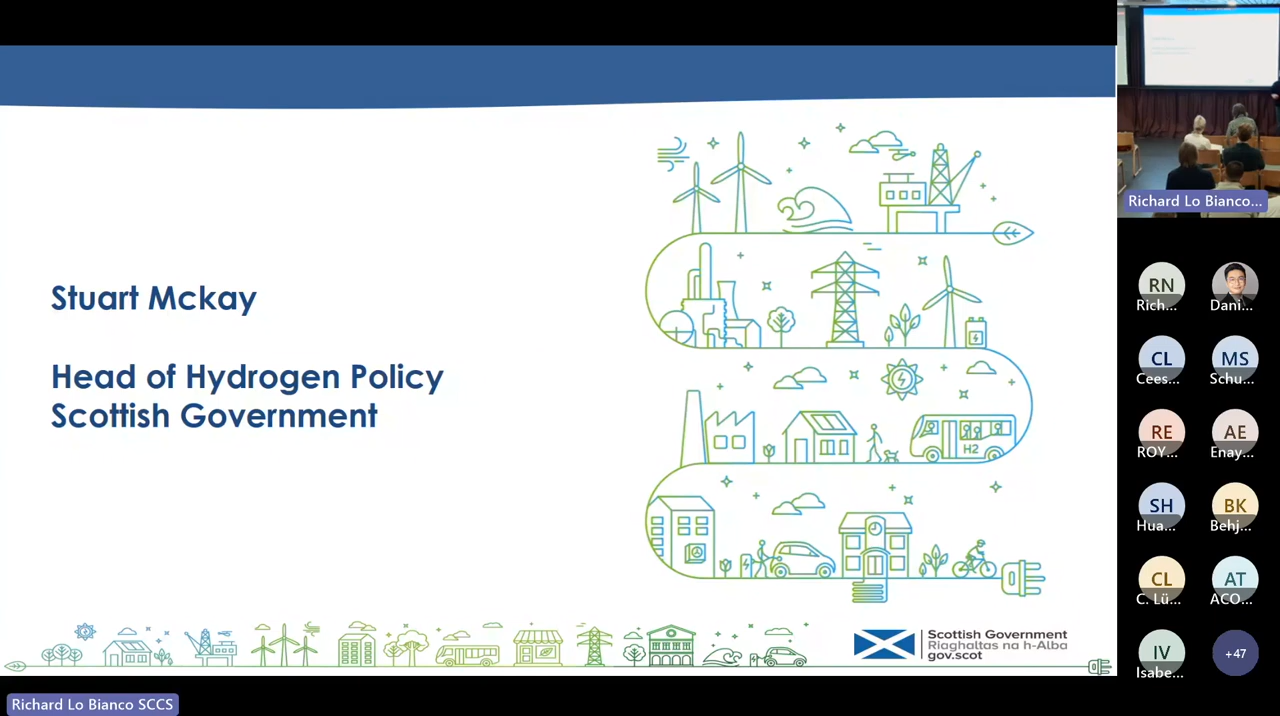 Stuart Mckay
Head of Hydrogen Policy
Scottish Government
H2
Scottish Government
Riaghaltas na h-Alba
gov.scot
Richard Lo Bianco SCCS
Richard Lo Bianco...
RN
Rich...
Dani...
CL
Cees...
MS
Schu...
RE
ROY...
AE
Enay...
SH
Hua...
BK
Behj...
CL
C. Lü...
AT
ACO...
IV
Isabe...
+47